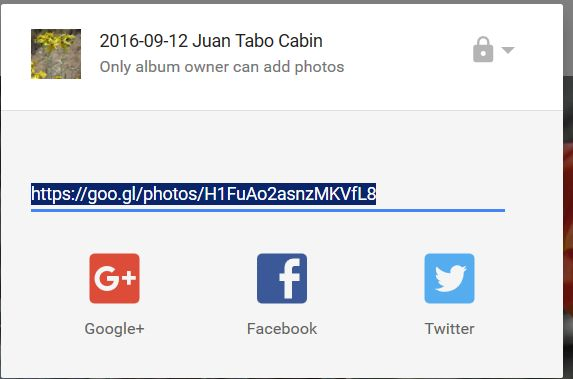 2016-09-12 Juan Tabo Cabin
Only album owner can add photos
https://goo.gl/photos/H1FuAo2asnzMKVfL8
G+
Google+
Facebook
Twitter